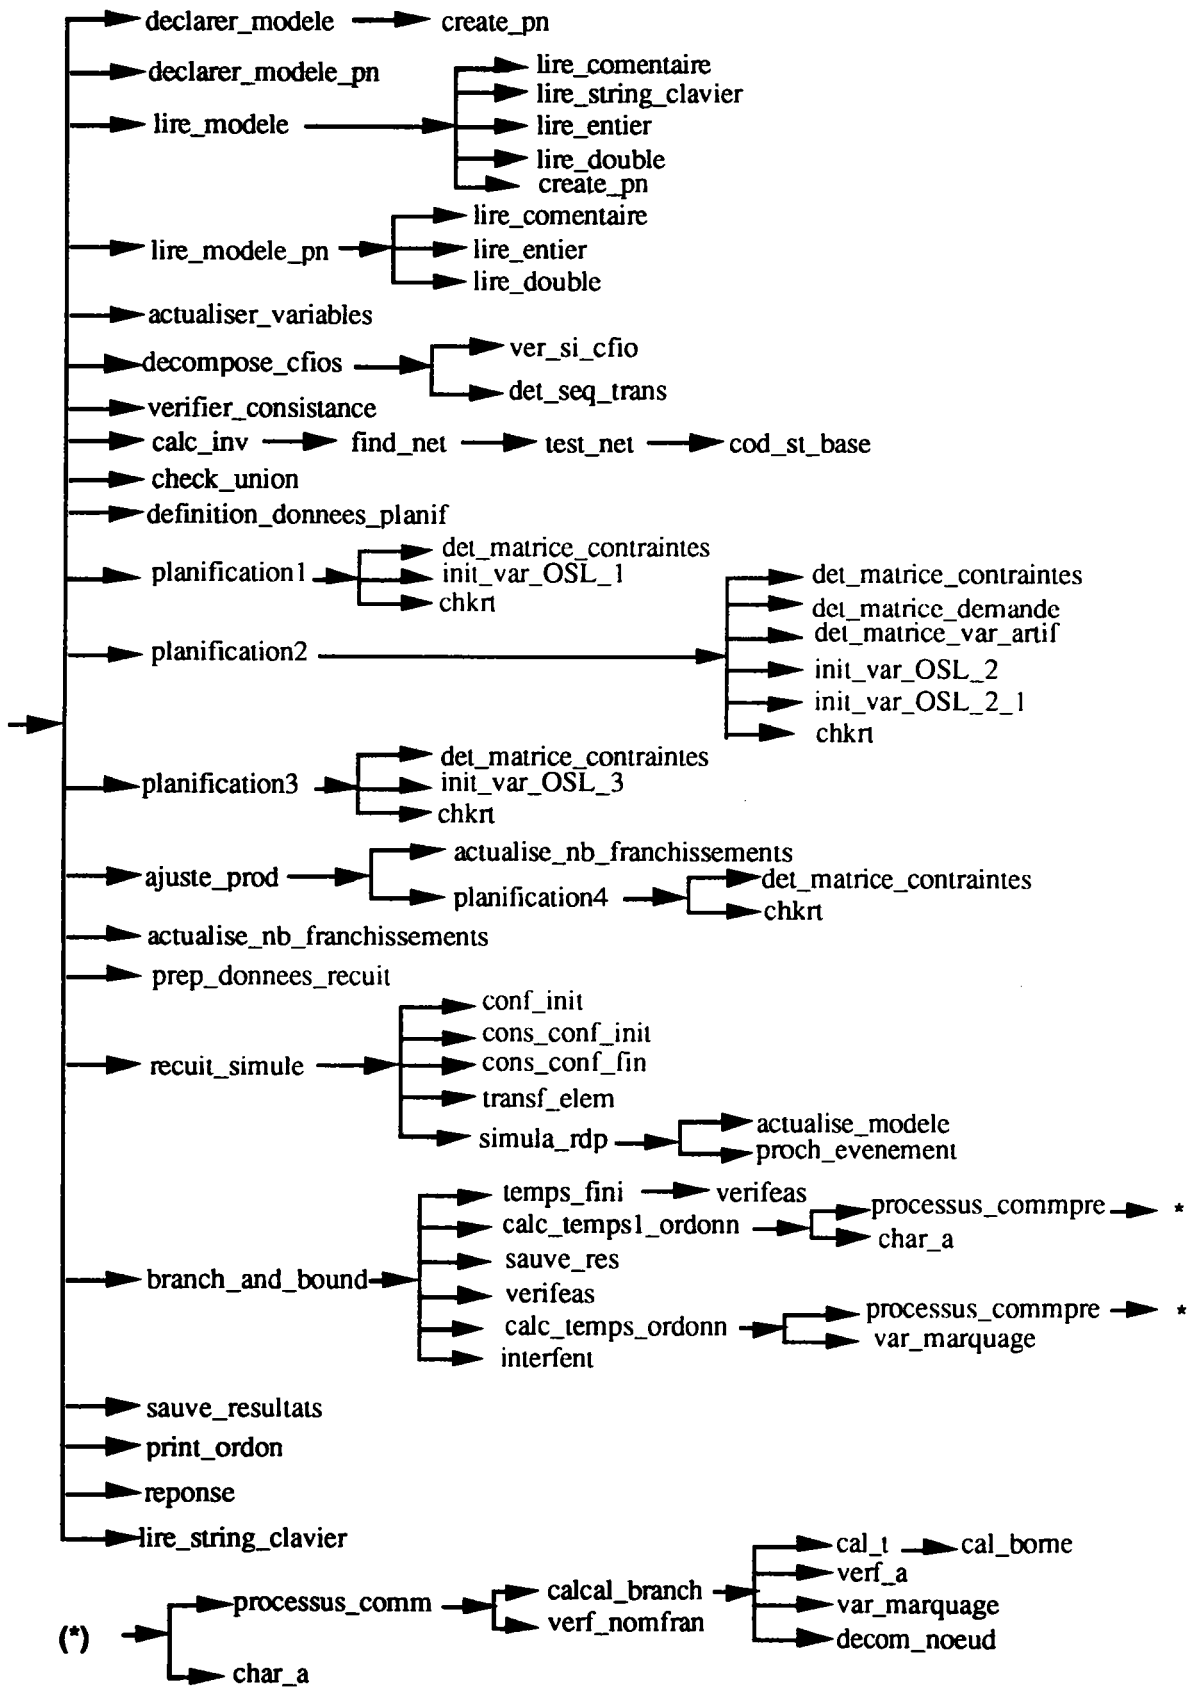 declarer_modele create_pn
declarer_modele_pn
lire_comentaire
lire_string_clavier
lire_modele lire_entier
lire_double
create_pn
lire_comentaire
lire_modele_pn lire_entier
lire_double
actualiser_variables
ver_si_cfio
decompose_cfios
det_seq_trans
verifier_consistance
calc_inv find_net test_net cod_st_base
check_union
definition_donnees_planif
det_matrice_contraintes
planification1 init_var_OSL_1
chkrt
det_matrice_contraintes
det_matrice_demande
det_matrice_var_artif
planification2
init_var_OSL_2
init_var_OSL_2_1
chkrt
det_matrice_contraintes
planification3 init_var_OSL_3
chkrt
actualise_nb_franchissements
ajuste_prod
det_matrice_contraintes
planification4
chkrt
actualise_nb_franchissements
prep_donnees_recuit
conf_init
cons_conf_init
recuit_simule cons_conf_fin
transf_elem
actualise_modele
simula_rdp
proch_evenement
temps_fini verifeas
processus_commpre *
calc_temps1_ordonn
char_a
sauve_res
branch_and_bound
verifeas
processus_commpre *
calc_temps_ordonn
var_marquage
interfent
sauve_resultats
print_ordon
reponse
lire_string_clavier
cal_t cal_borne
verf_a
processus_comm calcal_branch
var_marquage
verf_nomfran
(*) decom_noeud
char_a